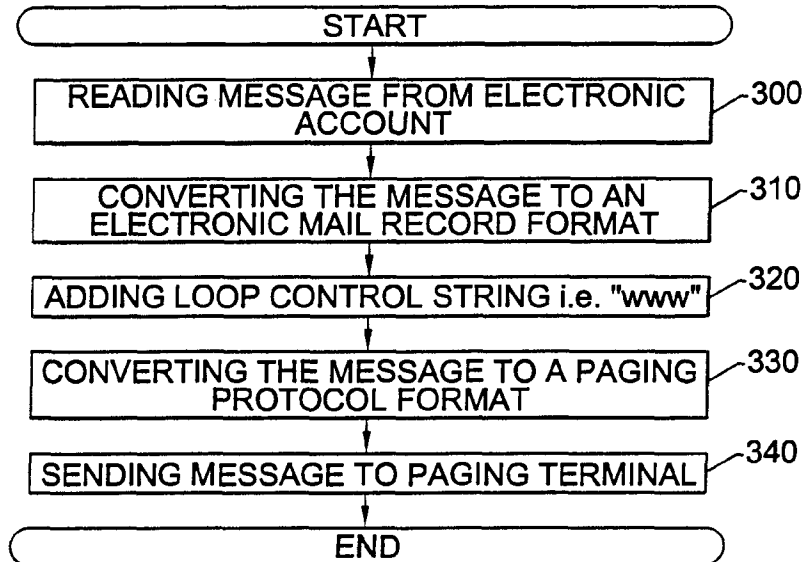 START
READING MESSAGE FROM ELECTRONIC
ACCOUNT
300
CONVERTING THE MESSAGE TO AN
ELECTRONIC MAIL RECORD FORMAT
310
ADDING LOOP CONTROL STRING i.e. "www"
320
CONVERTING THE MESSAGE TO A PAGING
PROTOCOL FORMAT
330
SENDING MESSAGE TO PAGING TERMINAL
340
END